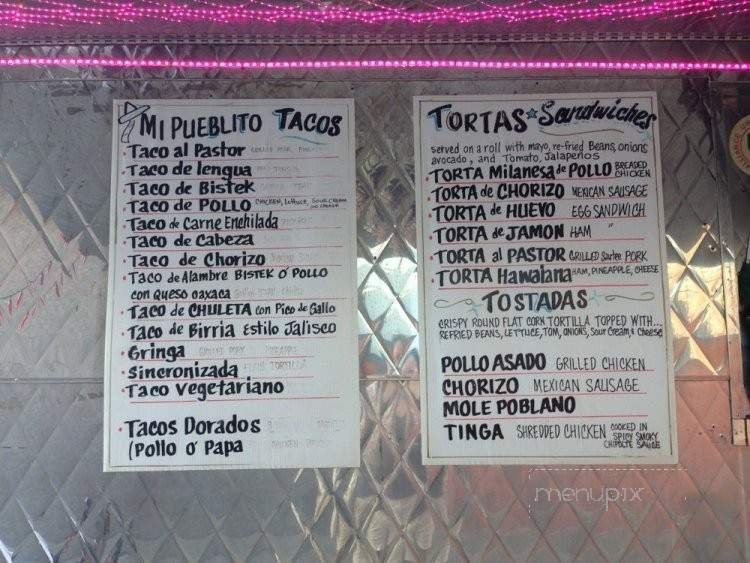 MI PUEBLITO TACOS
Taco al Pastor
Taco de lengua
Taco de Bistek
Taco de POLLO CHICKEN, Lettuce, SOUR CREAM
Taco de Carne Enchilada
Taco de Cabeza
Taco de Chorizo
Taco de Alambre BISTEK O' POLLO
con Queso oaxaca
Taco de CHULETA con Pico de Gallo
Taco de Birria Estilo Jalisco
Gringa
Sincronizada
Taco vegetariano
Tacos Dorados
(Pollo o' Papa
TORTAS Sandwiches
served on a roll with mayo, re-fried Beans, onions
avocado, and Tomato, Jalapeños
TORTA Milanesa de POLLO BREADED CHICKEN
TORTA de CHORIZO MEXICAN SAUSAGE
TORTA de HUEVO EGG SANDWICH
TORTA de JAMON HAM "
TORTA al PASTOR GRILLED PORK
TORTA Hawaiana HAM, PINEAPPLE, CHEESE
TOSTADAS
CRISPY ROUND FLAT CORN TORTILLA TOPPED WITH...
REFRIED BEANS, LETTUCE, TOM, ONIONS, Sour Cream & Cheese
POLLO ASADO GRILLED CHICKEN
CHORIZO MEXICAN SAUSAGE
MOLE POBLANO
TINGA SHREDDED CHICKEN COOKED IN
SPICY SMOKY
CHIPOLTE SAUCE
menupix